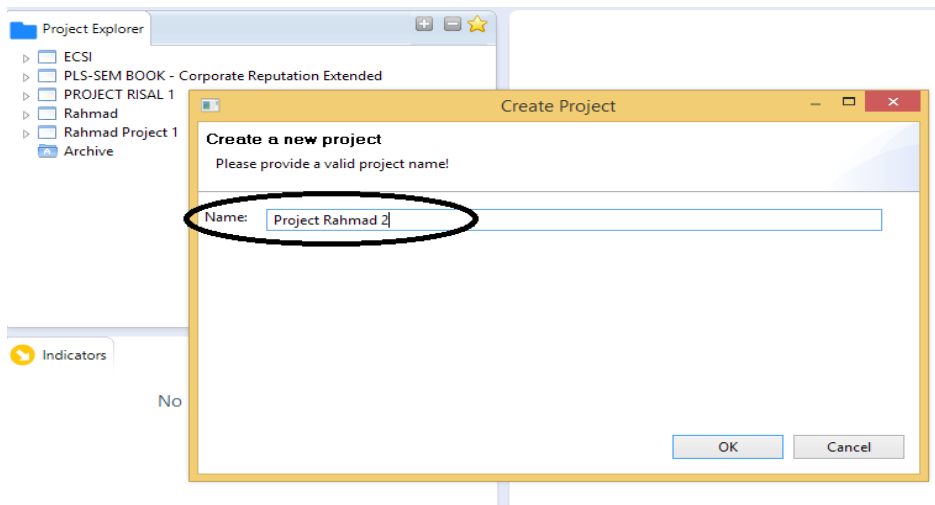 Project Explorer
ECSI
PLS-SEM BOOK - Corporate Reputation Extended
PROJECT RISAL 1
Rahmad
Rahmad Project 1
Archive
Create Project
Create a new project
Please provide a valid project name!
Name: Project Rahmad 2
Indicators
No
OK Cancel